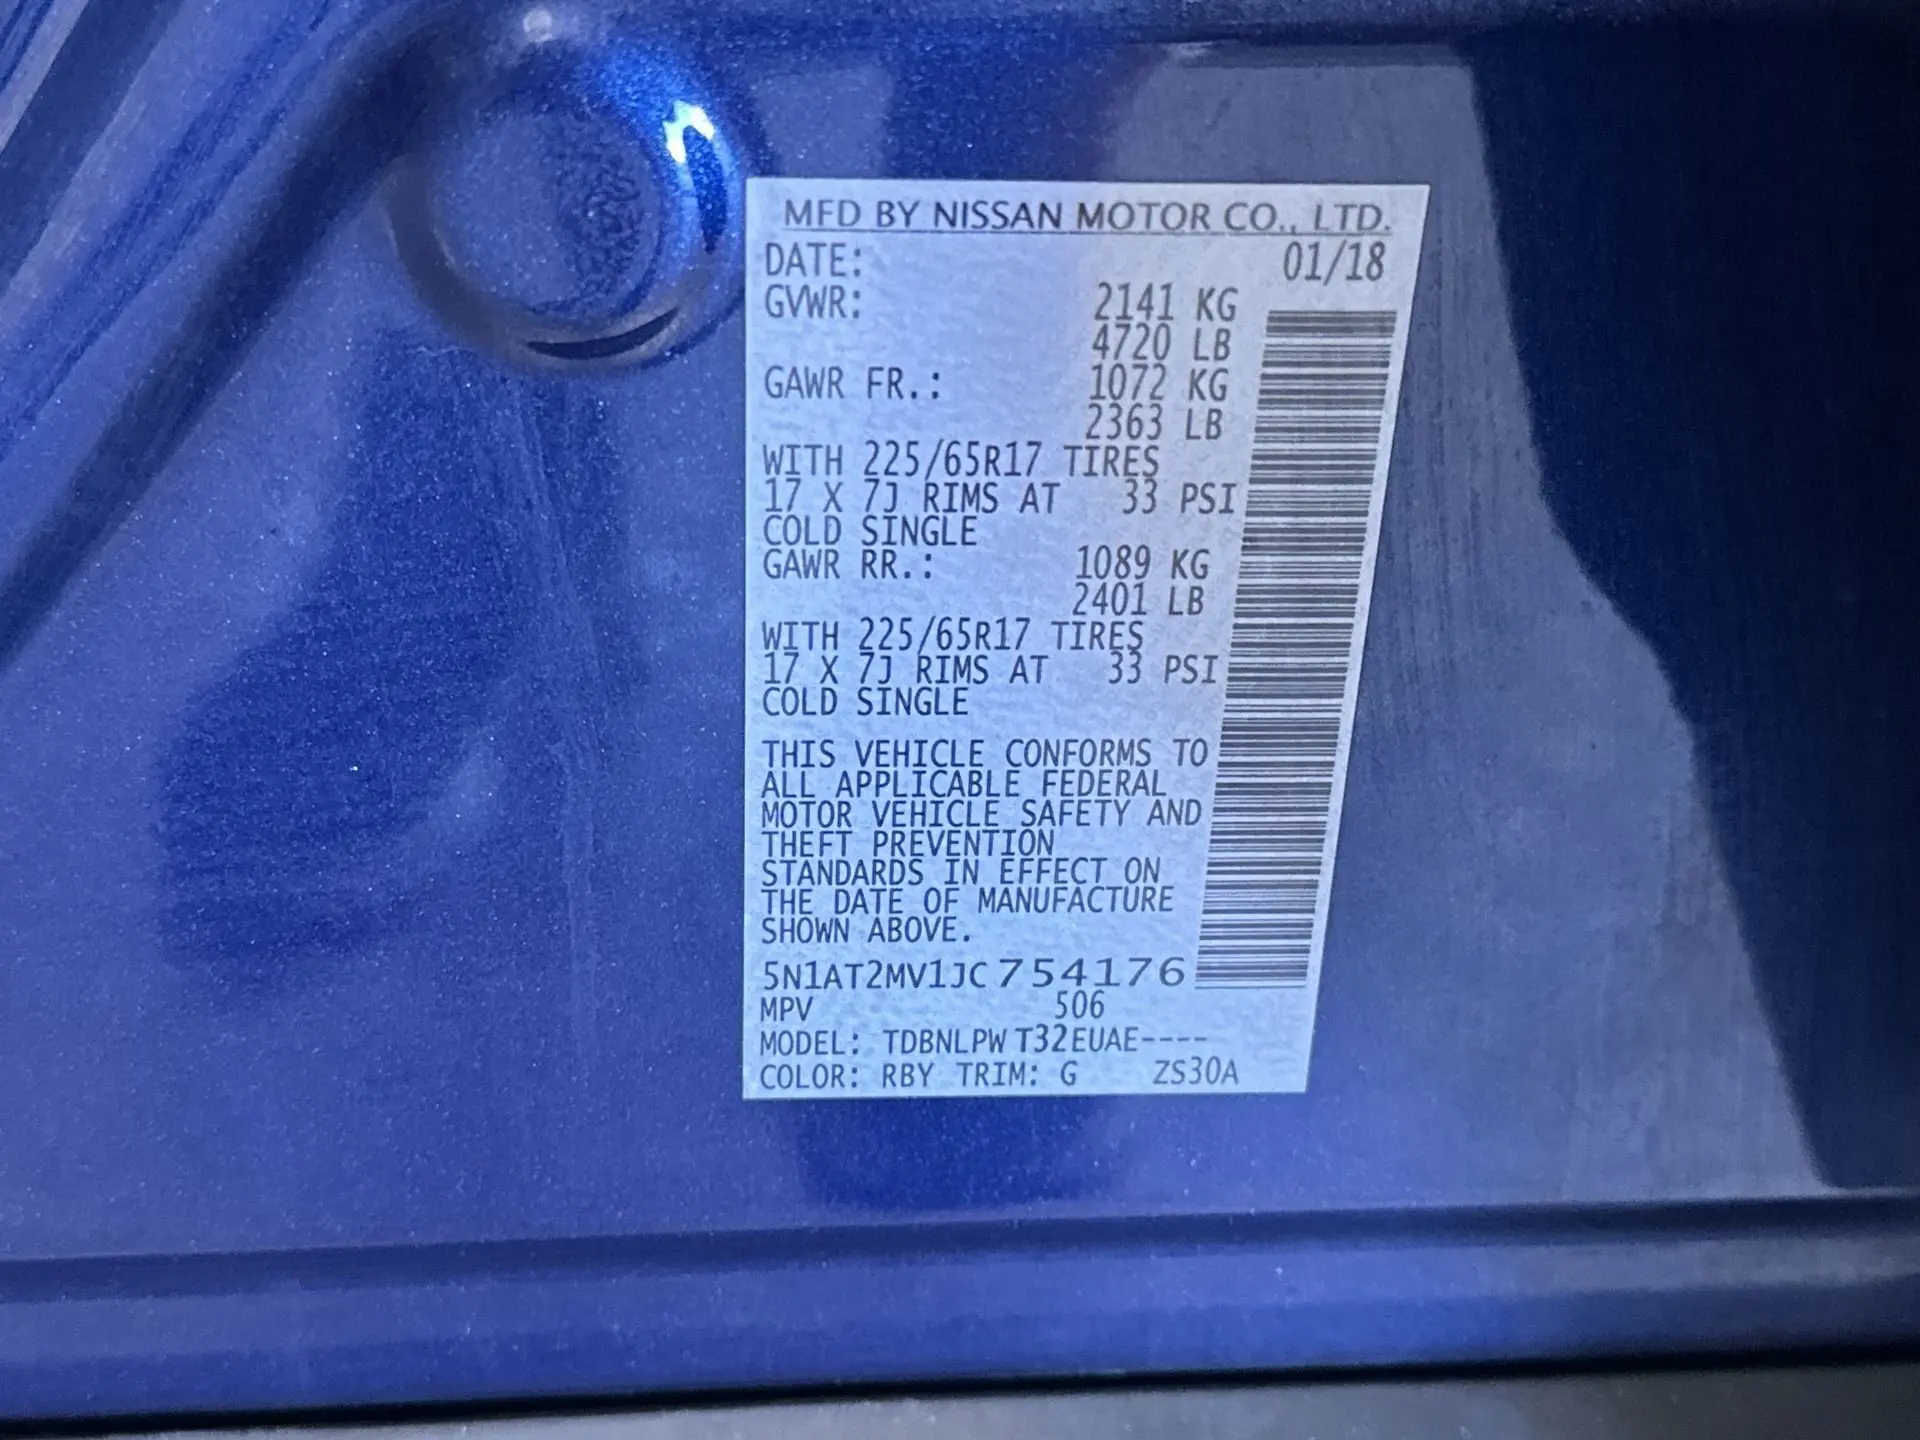 MFD BY NISSAN MOTOR CO., LTD.
DATE: 01/18
GVWR: 2141 KG
4720 LB
GAWR FR.: 1072 KG
2363 LB
WITH 225/65R17 TIRES
17 X 7J RIMS AT 33 PSI
COLD SINGLE
GAWR RR.: 1089 KG
2401 LB
WITH 225/65R17 TIRES
17 X 7J RIMS AT 33 PSI
COLD SINGLE
THIS VEHICLE CONFORMS TO
ALL APPLICABLE FEDERAL
MOTOR VEHICLE SAFETY AND
THEFT PREVENTION
STANDARDS IN EFFECT ON
THE DATE OF MANUFACTURE
SHOWN ABOVE.
5N1AT2MV1JC754176
MPV 506
MODEL: TDBNLPW T32EUAE----
COLOR: RBY TRIM: G ZS30A